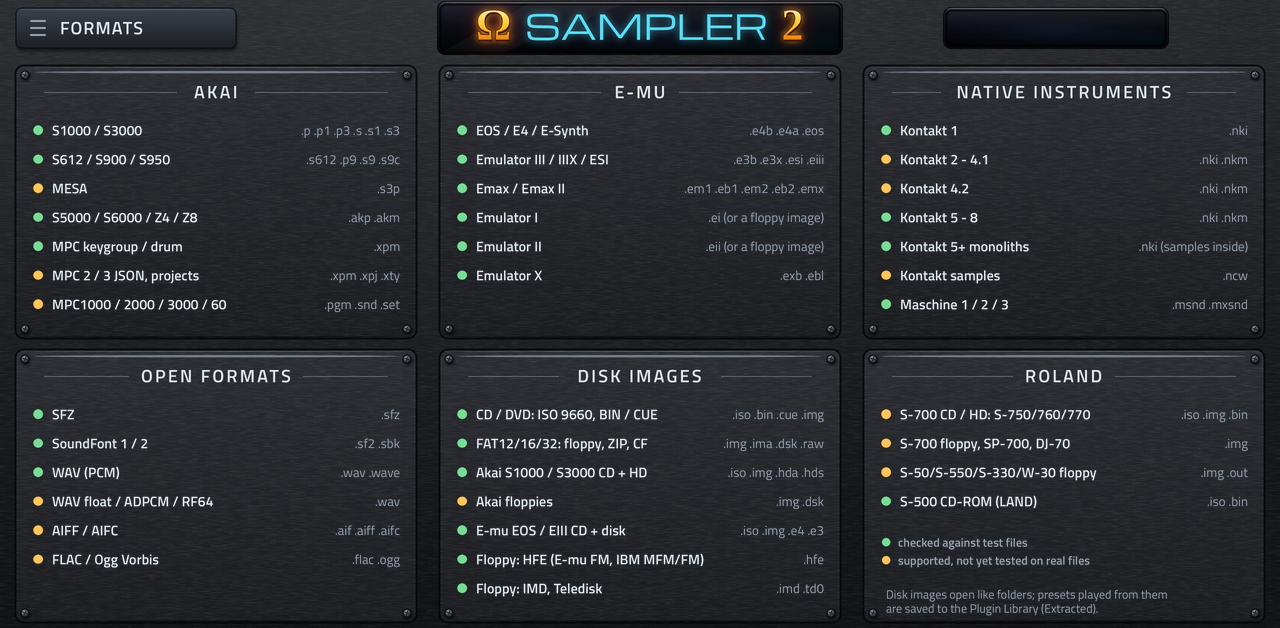 FORMATS
Ω SAMPLER 2
AKAI
S1000 / S3000 .p .p1 .p3 .s .s1 .s3
S612 / S900 / S950 .s612 .p9 .s9 .s9c
MESA .s3p
S5000 / S6000 / Z4 / Z8 .akp .akm
MPC keygroup / drum .xpm
MPC 2 / 3 JSON, projects .xpm .xpj .xty
MPC1000 / 2000 / 3000 / 60 .pgm .snd .set
E-MU
EOS / E4 / E-Synth .e4b .e4a .eos
Emulator III / IIIX / ESI .e3b .e3x .esi .eiii
Emax / Emax II .em1 .eb1 .em2 .eb2 .emx
Emulator I .ei (or a floppy image)
Emulator II .eii (or a floppy image)
Emulator X .exb .ebl
NATIVE INSTRUMENTS
Kontakt 1 .nki
Kontakt 2 - 4.1 .nki .nkm
Kontakt 4.2 .nki .nkm
Kontakt 5 - 8 .nki .nkm
Kontakt 5+ monoliths .nki (samples inside)
Kontakt samples .ncw
Maschine 1 / 2 / 3 .msnd .mxsnd
OPEN FORMATS
SFZ .sfz
SoundFont 1 / 2 .sf2 .sbk
WAV (PCM) .wav .wave
WAV float / ADPCM / RF64 .wav
AIFF / AIFC .aif .aiff .aifc
FLAC / Ogg Vorbis .flac .ogg
DISK IMAGES
CD / DVD: ISO 9660, BIN / CUE .iso .bin .cue .img
FAT12/16/32: floppy, ZIP, CF .img .ima .dsk .raw
Akai S1000 / S3000 CD + HD .iso .img .hda .hds
Akai floppies .img .dsk
E-mu EOS / EIII CD + disk .iso .img .e4 .e3
Floppy: HFE (E-mu FM, IBM MFM/FM) .hfe
Floppy: IMD, Teledisk .imd .td0
ROLAND
S-700 CD / HD: S-750/760/770 .iso .img .bin
S-700 floppy, SP-700, DJ-70 .img
S-50/S-550/S-330/W-30 floppy .img .out
S-500 CD-ROM (LAND) .iso .bin
checked against test files
supported, not yet tested on real files
Disk images open like folders; presets played from them
are saved to the Plugin Library (Extracted).